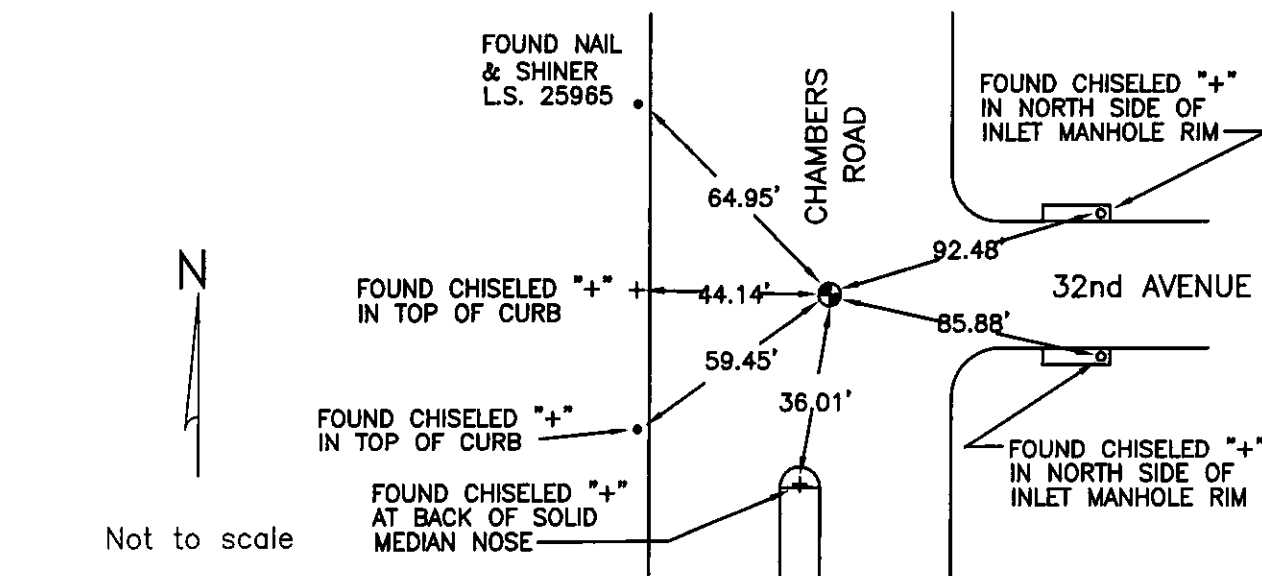 FOUND NAIL
& SHINER
L.S. 25965
CHAMBERS
ROAD
FOUND CHISELED "+"
IN NORTH SIDE OF
INLET MANHOLE RIM
64.95'
92.48'
N
FOUND CHISELED "+"
IN TOP OF CURB
44.14'
32nd AVENUE
85.88'
59.45'
36.01'
FOUND CHISELED "+"
IN TOP OF CURB
FOUND CHISELED "+"
IN NORTH SIDE OF
INLET MANHOLE RIM
FOUND CHISELED "+"
AT BACK OF SOLID
MEDIAN NOSE
Not to scale